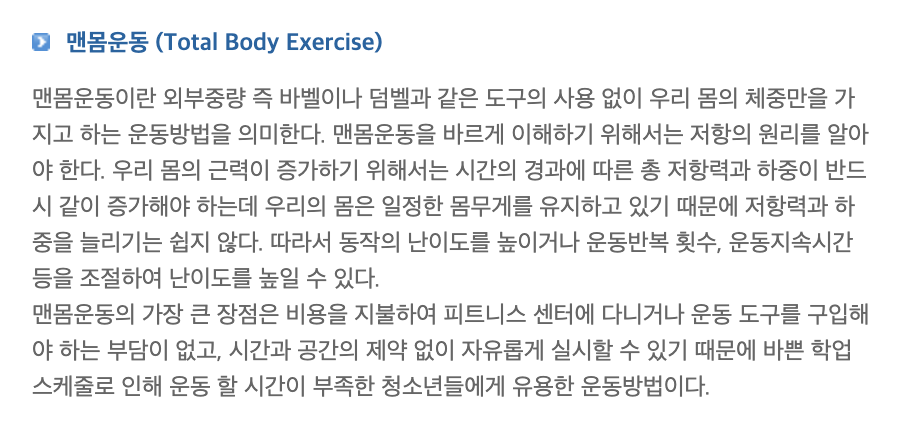 맨몸운동 (Total Body Exercise)
맨몸운동이란 외부중량 즉 바벨이나 덤벨과 같은 도구의 사용 없이 우리 몸의 체중만을 가
지고 하는 운동방법을 의미한다. 맨몸운동을 바르게 이해하기 위해서는 저항의 원리를 알아
야 한다. 우리 몸의 근력이 증가하기 위해서는 시간의 경과에 따른 총 저항력과 하중이 반드
시 같이 증가해야 하는데 우리의 몸은 일정한 몸무게를 유지하고 있기 때문에 저항력과 하
중을 늘리기는 쉽지 않다. 따라서 동작의 난이도를 높이거나 운동반복 횟수, 운동지속시간
등을 조절하여 난이도를 높일 수 있다.
맨몸운동의 가장 큰 장점은 비용을 지불하여 피트니스 센터에 다니거나 운동 도구를 구입해
야 하는 부담이 없고, 시간과 공간의 제약 없이 자유롭게 실시할 수 있기 때문에 바쁜 학업
스케줄로 인해 운동 할 시간이 부족한 청소년들에게 유용한 운동방법이다.